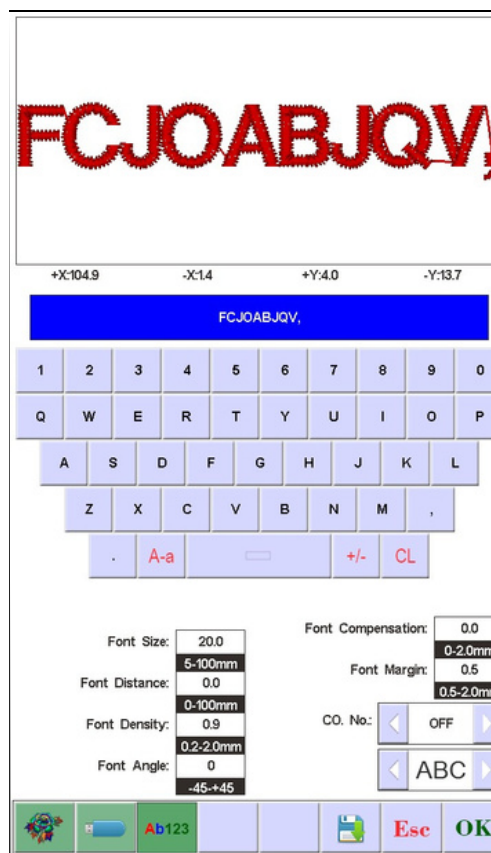 FCJOABJQV,
+X:104.9 -X:1.4 +Y:4.0 -Y:13.7
FCJOABJQV,
1 2 3 4 5 6 7 8 9 0
Q W E R T Y U I O P
A S D F G H J K L
Z X C V B N M ,
. A-a +/- CL
Font Size: 20.0
5-100mm
Font Distance: 0.0
0-100mm
Font Density: 0.9
0.2-2.0mm
Font Angle: 0
-45-+45
Font Compensation: 0.0
0-2.0mm
Font Margin: 0.5
0.5-2.0mm
CO. No.: OFF
ABC
Ab123 Esc OK